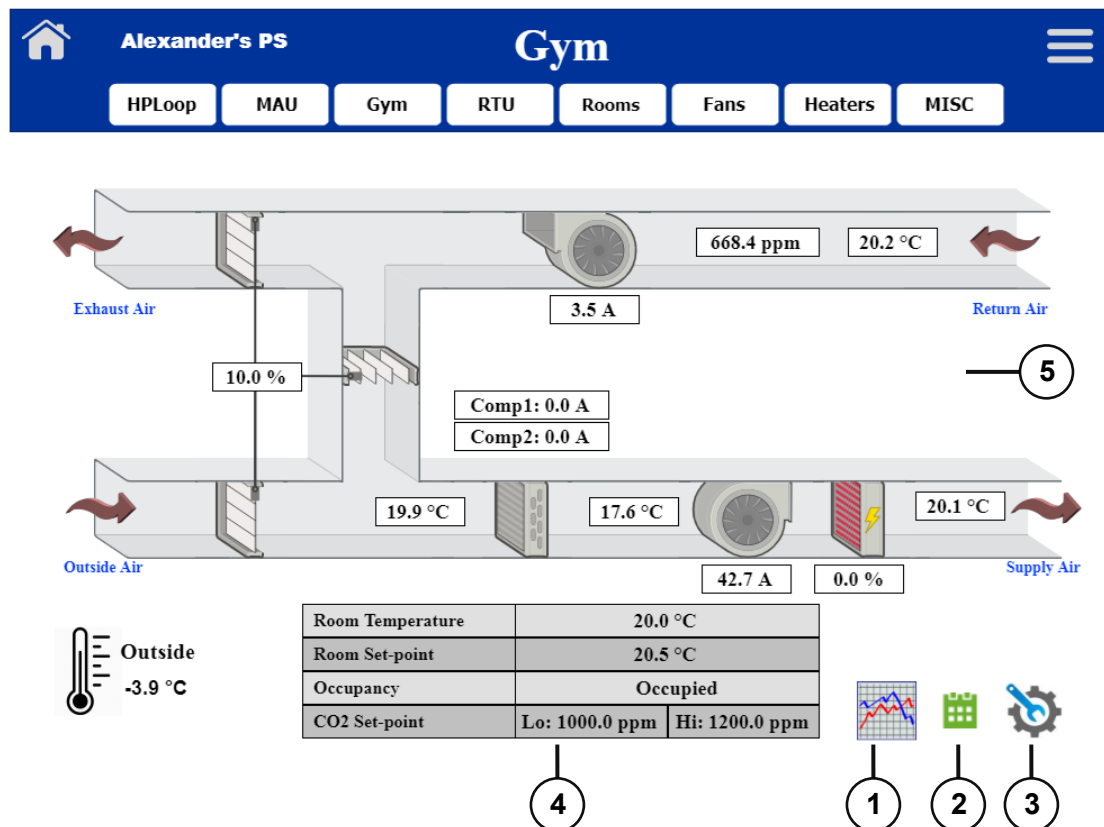 Alexander's PS
Gym
HPLoop
MAU
Gym
RTU
Rooms
Fans
Heaters
MISC
668.4 ppm
20.2 °C
Exhaust Air
3.5 A
Return Air
10.0 %
5
Comp1: 0.0 A
Comp2: 0.0 A
19.9 °C
17.6 °C
20.1 °C
Outside Air
42.7 A
0.0 %
Supply Air
Outside
-3.9 °C
Room Temperature 20.0 °C
Room Set-point 20.5 °C
Occupancy Occupied
CO2 Set-point Lo: 1000.0 ppm Hi: 1200.0 ppm
4
1
2
3